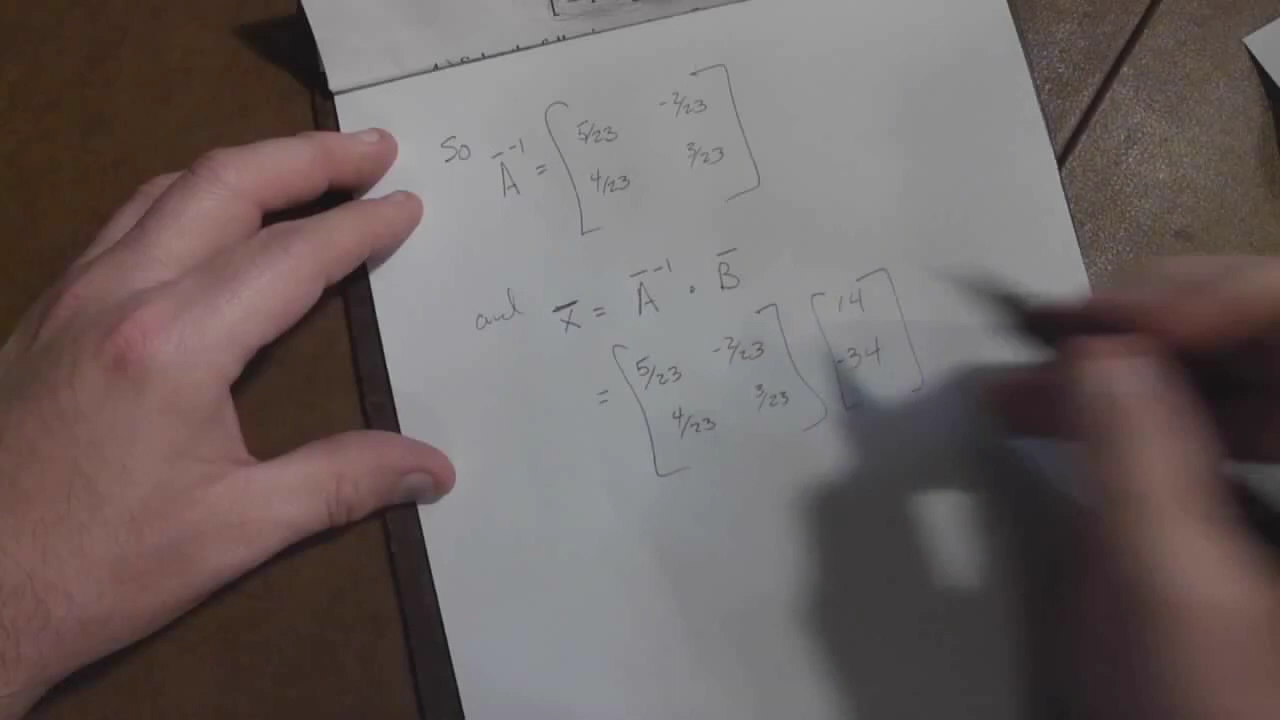 So A⁻¹ = [ 5/23 -2/23
4/23 3/23 ]
and X = A⁻¹ · B
= [ 5/23 -2/23 ] [ 14
4/23 3/23 ] -34 ]